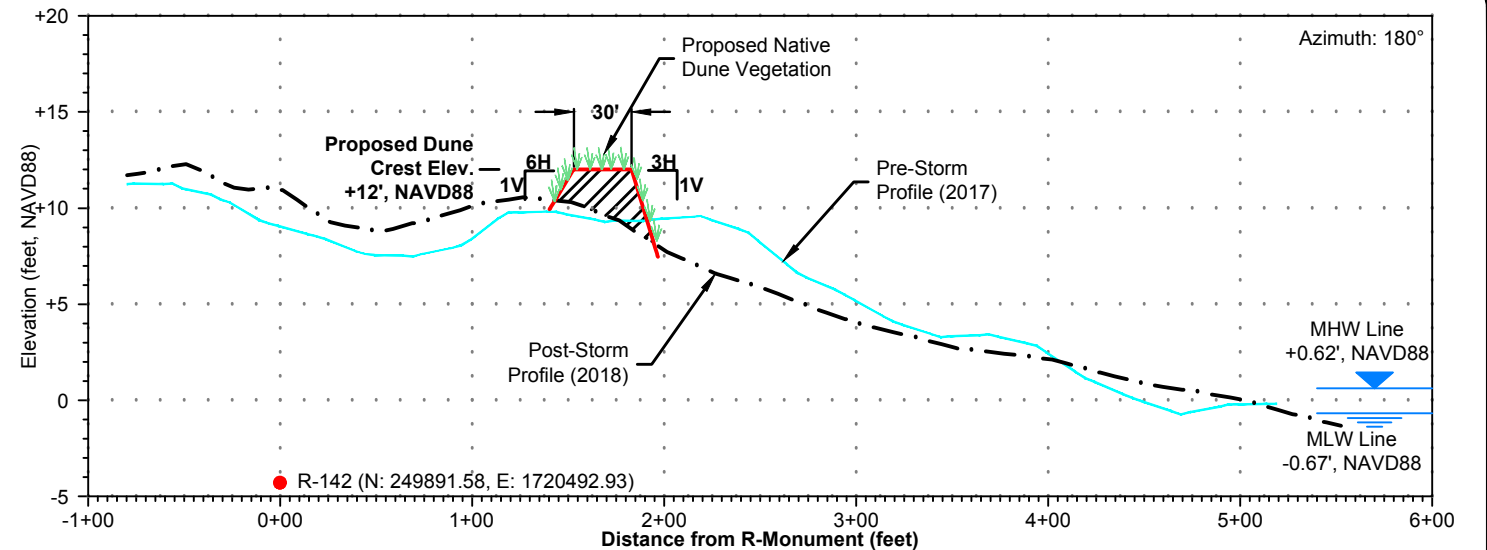 +20
+15
+10
+5
0
-5
Elevation (feet, NAVD88)
Azimuth: 180°
Proposed Native
Dune Vegetation
30'
Proposed Dune
Crest Elev.
+12', NAVD88
6H
1V
3H
1V
Pre-Storm
Profile (2017)
Post-Storm
Profile (2018)
MHW Line
+0.62', NAVD88
MLW Line
-0.67', NAVD88
R-142 (N: 249891.58, E: 1720492.93)
-1+00 0+00 1+00 2+00 3+00 4+00 5+00 6+00
Distance from R-Monument (feet)